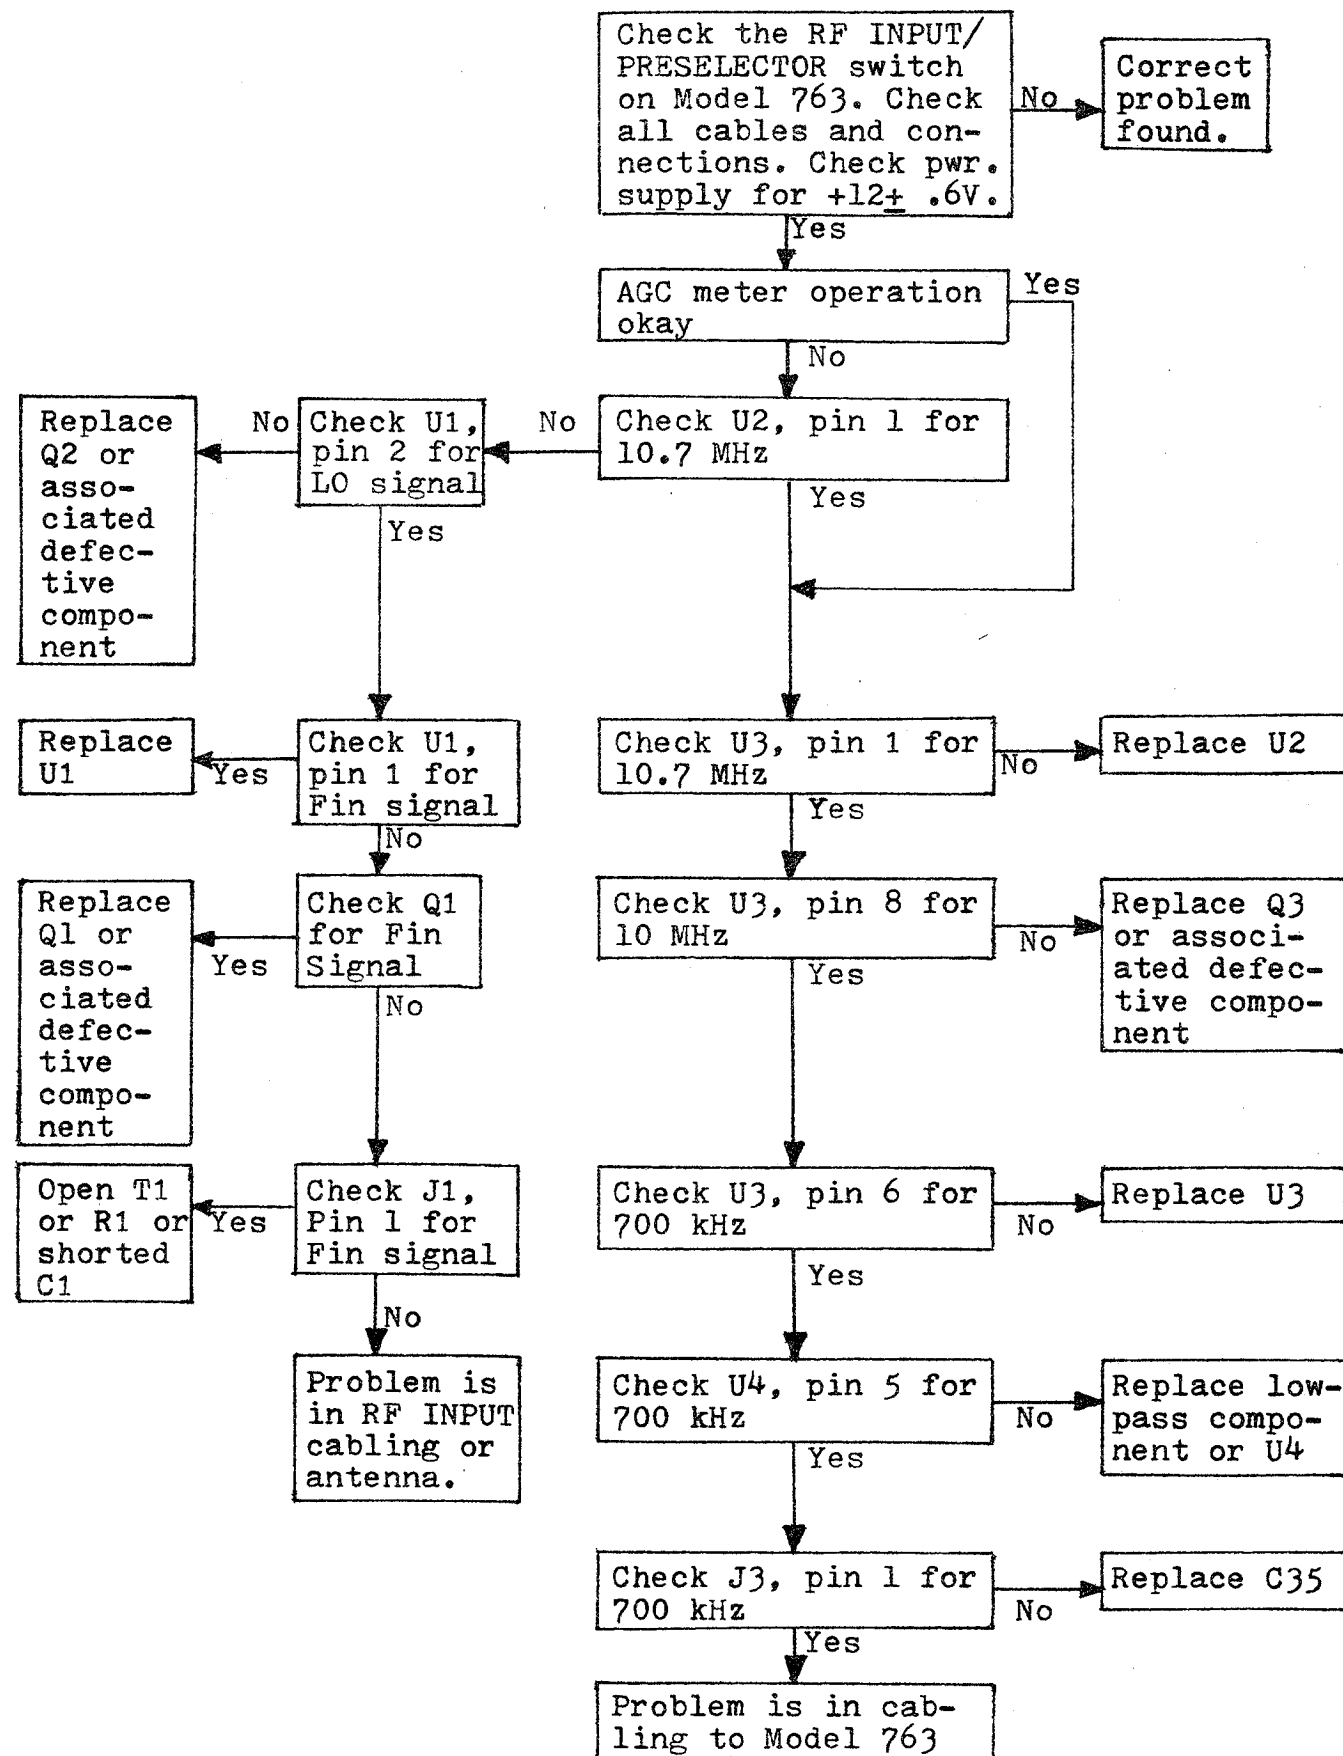 Check the RF INPUT/
PRESELECTOR switch
on Model 763. Check
all cables and con-
nections. Check pwr.
supply for +12± .6V.
No
Correct
problem
found.
Yes
AGC meter operation
okay
Yes
No
Check U2, pin 1 for
10.7 MHz
No
Check U1,
pin 2 for
LO signal
No
Replace
Q2 or
asso-
ciated
defec-
tive
compo-
nent
Yes
Yes
Check U1,
pin 1 for
Fin signal
Yes
Replace
U1
No
Check Q1
for Fin
Signal
Yes
Replace
Q1 or
asso-
ciated
defec-
tive
compo-
nent
No
Check J1,
Pin 1 for
Fin signal
Yes
Open T1
or R1 or
shorted
C1
No
Problem is
in RF INPUT
cabling or
antenna.
Check U3, pin 1 for
10.7 MHz
No
Replace U2
Yes
Check U3, pin 8 for
10 MHz
No
Replace Q3
or associ-
ated defec-
tive compo-
nent
Yes
Check U3, pin 6 for
700 kHz
No
Replace U3
Yes
Check U4, pin 5 for
700 kHz
No
Replace low-
pass compo-
nent or U4
Yes
Check J3, pin 1 for
700 kHz
No
Replace C35
Yes
Problem is in cab-
ling to Model 763